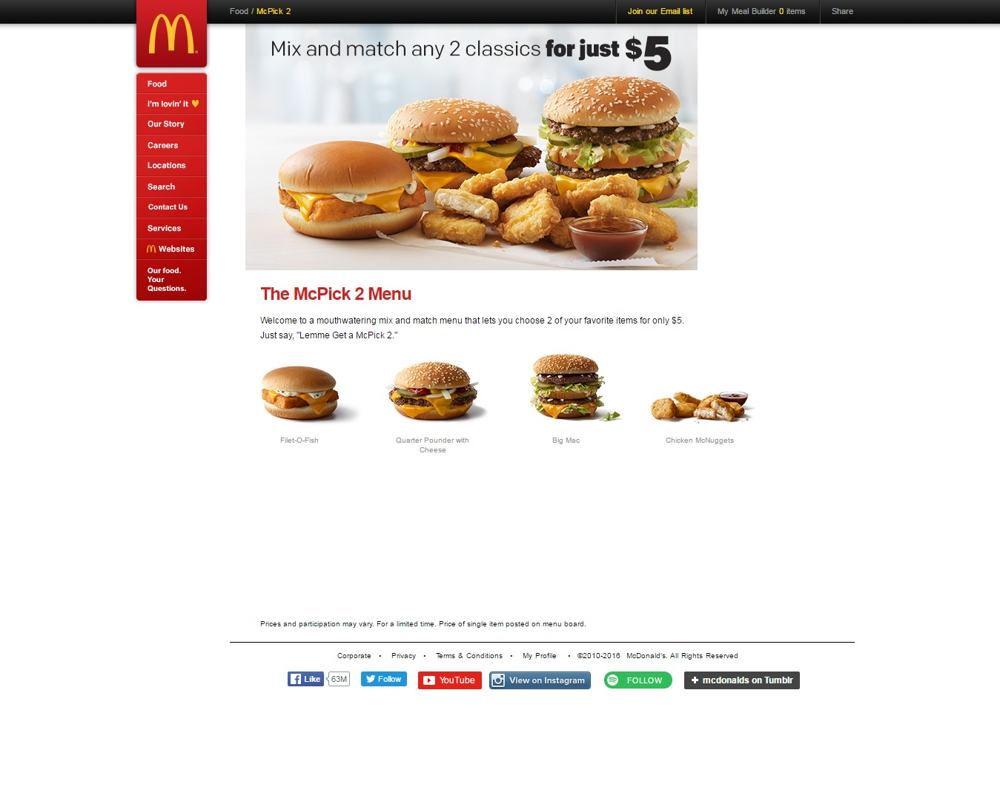 Food / McPick 2
Join our Email list
My Meal Builder 0 items
Share
Food
i'm lovin' it
Our Story
Careers
Locations
Search
Contact Us
Services
Websites
Our food.
Your
Questions.
Mix and match any 2 classics for just $5
The McPick 2 Menu
Welcome to a mouthwatering mix and match menu that lets you choose 2 of your favorite items for only $5.
Just say, "Lemme Get a McPick 2."
Filet-O-Fish
Quarter Pounder with
Cheese
Big Mac
Chicken McNuggets
Prices and participation may vary. For a limited time. Price of single item posted on menu board.
Corporate • Privacy • Terms & Conditions • My Profile • ©2010-2016 McDonald's. All Rights Reserved
Like 63M
Follow
YouTube
View on Instagram
FOLLOW
mcdonalds on Tumblr